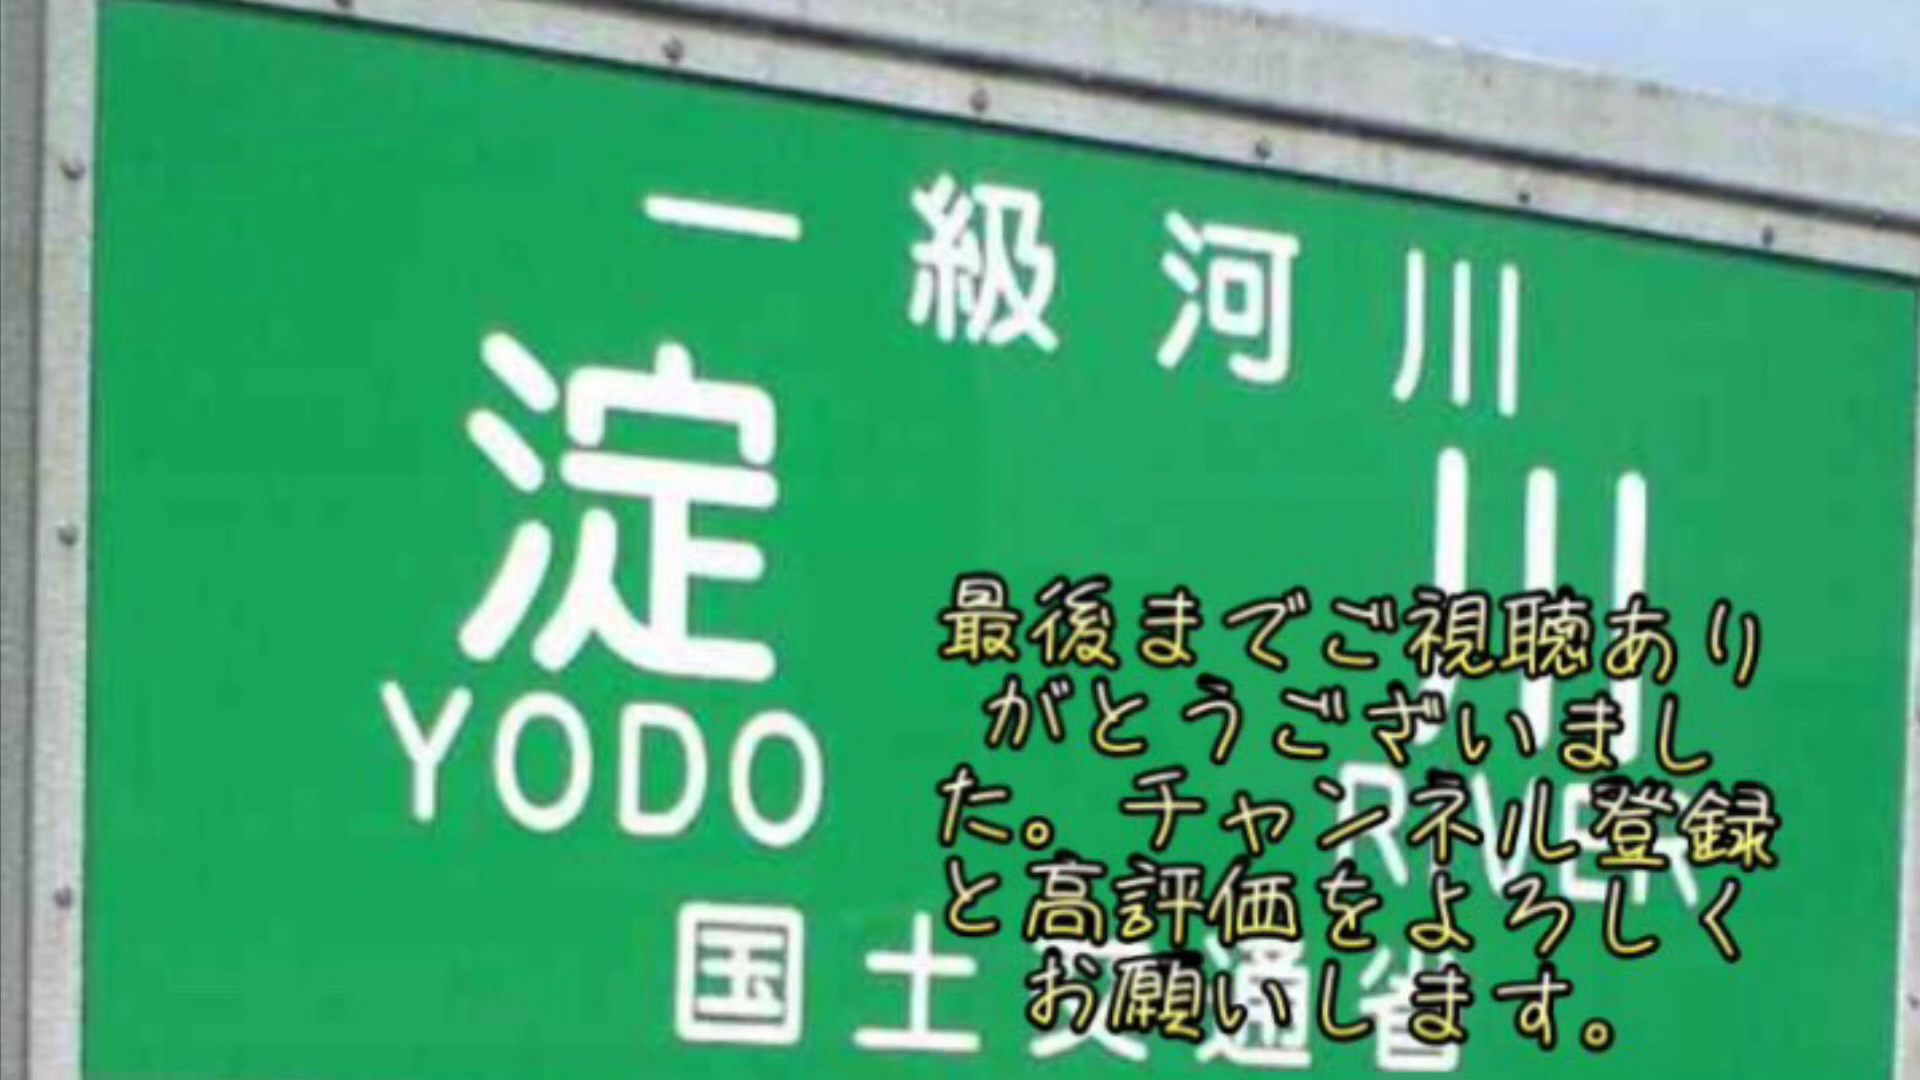 一級河川
淀川
YODO RIVER
国土交通省
最後までご視聴あり
がとうございまし
た。チャンネル登録
と高評価をよろしく
お願いします。